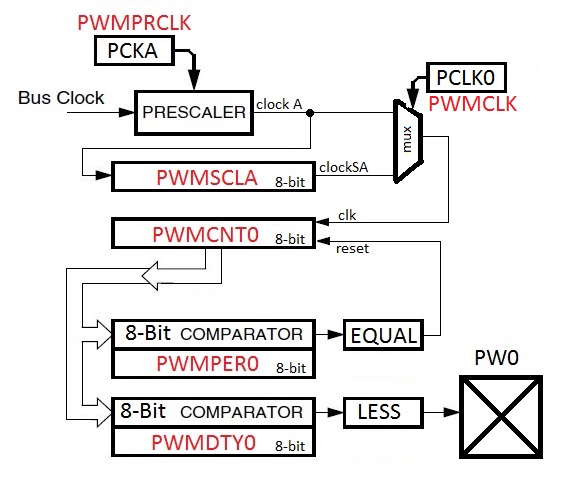 PWMPRCLK
PCKA
PCLK0
PWMCLK
Bus Clock
PRESCALER
clock A
mux
PWMSCLA 8-bit
clockSA
clk
PWMCNT0 8-bit
reset
8-Bit COMPARATOR
EQUAL
PWMPER0 8-bit
PW0
8-Bit COMPARATOR
LESS
PWMDTY0 8-bit